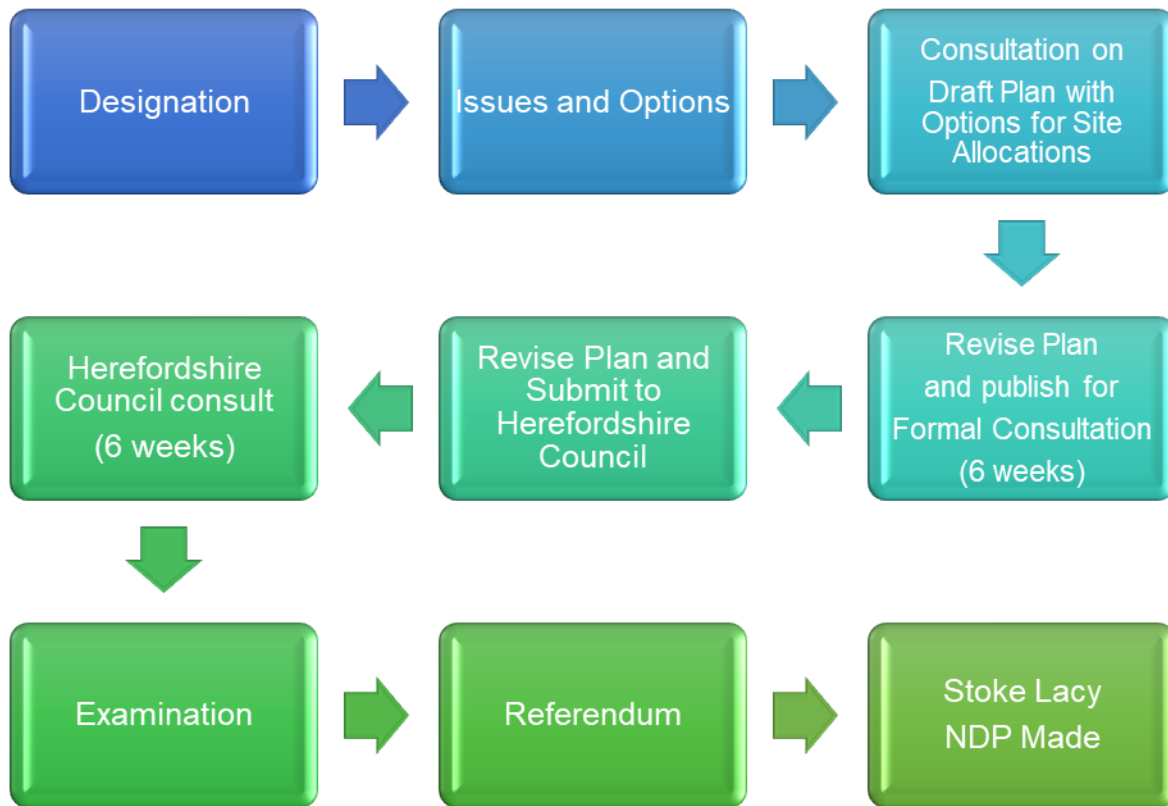 Designation
Issues and Options
Consultation on
Draft Plan with
Options for Site
Allocations
Revise Plan
and publish for
Formal Consultation
(6 weeks)
Revise Plan and
Submit to
Herefordshire
Council
Herefordshire
Council consult
(6 weeks)
Examination
Referendum
Stoke Lacy
NDP Made